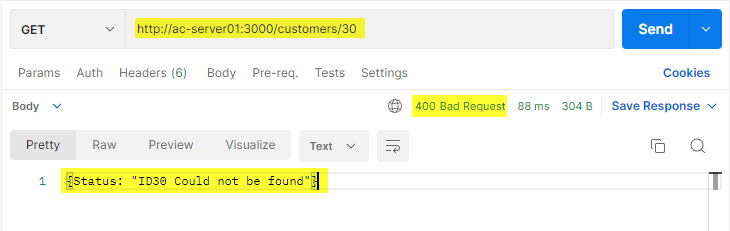 GET http://ac-server01:3000/customers/30 Send
Params Auth Headers (6) Body Pre-req. Tests Settings Cookies
Body 400 Bad Request 88 ms 304 B Save Response
Pretty Raw Preview Visualize Text
1 {Status: "ID30 Could not be found"}